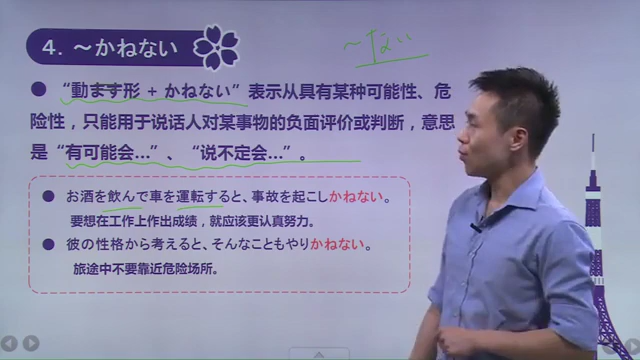 4. ～かねない
～ない
● “動ます形 + かねない”表示从具有某种可能性、危
险性，只能用于说话人对某事物的负面评价或判断，意思
是“有可能会...”、“说不定会...”。
● お酒を飲んで車を運転すると、事故を起こしかねない。
要想在工作上作出成绩，就应该更认真努力。
● 彼の性格から考えると、そんなこともやりかねない。
旅途中不要靠近危险场所。